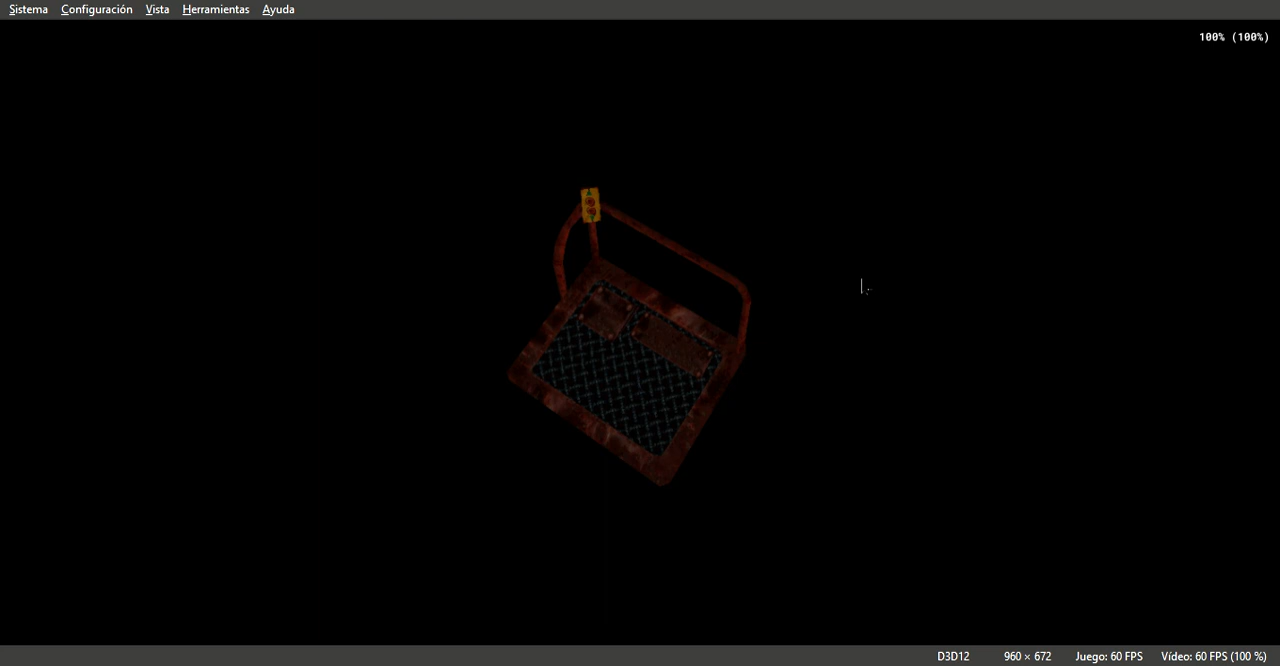 Sistema Configuración Vista Herramientas Ayuda
100% (100%)
D3D12 960 × 672 Juego: 60 FPS Vídeo: 60 FPS (100 %)